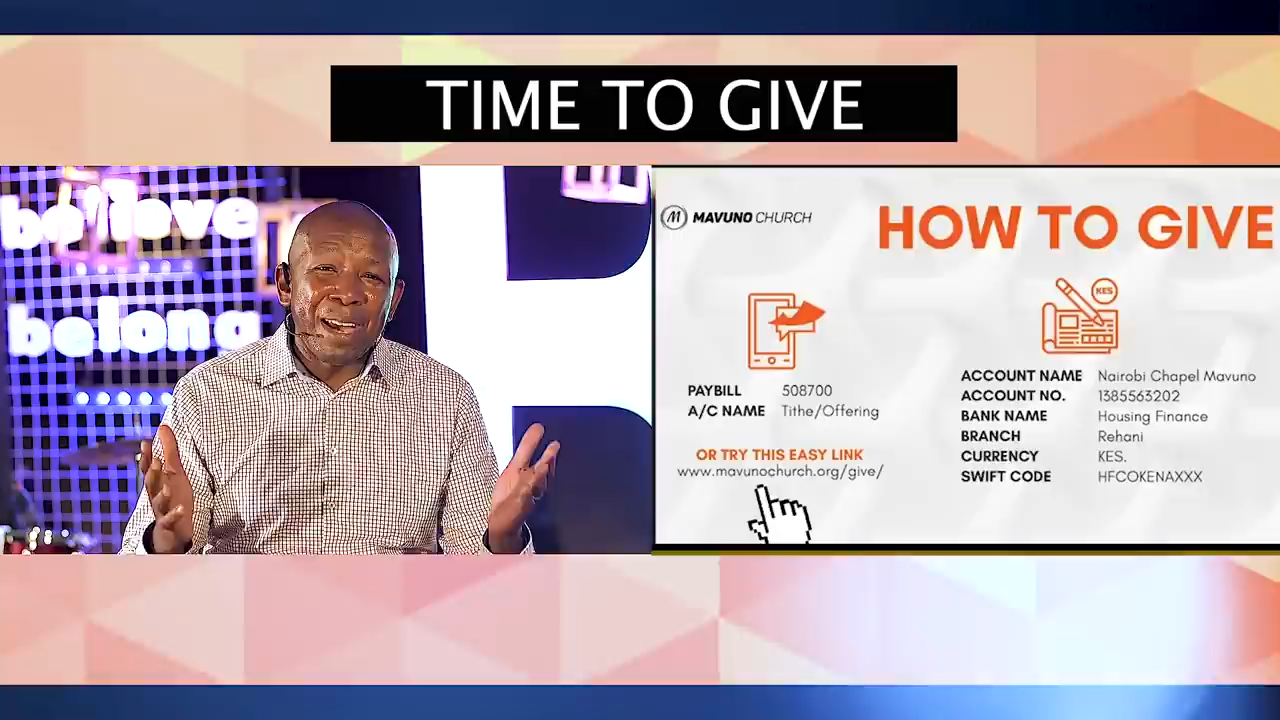 TIME TO GIVE
believe
belong
MAVUNO CHURCH
HOW TO GIVE
KES
PAYBILL 508700
A/C NAME Tithe/Offering
OR TRY THIS EASY LINK
www.mavunochurch.org/give/
ACCOUNT NAME Nairobi Chapel Mavuno
ACCOUNT NO. 1385563202
BANK NAME Housing Finance
BRANCH Rehani
CURRENCY KES.
SWIFT CODE HFCOKENAXXX